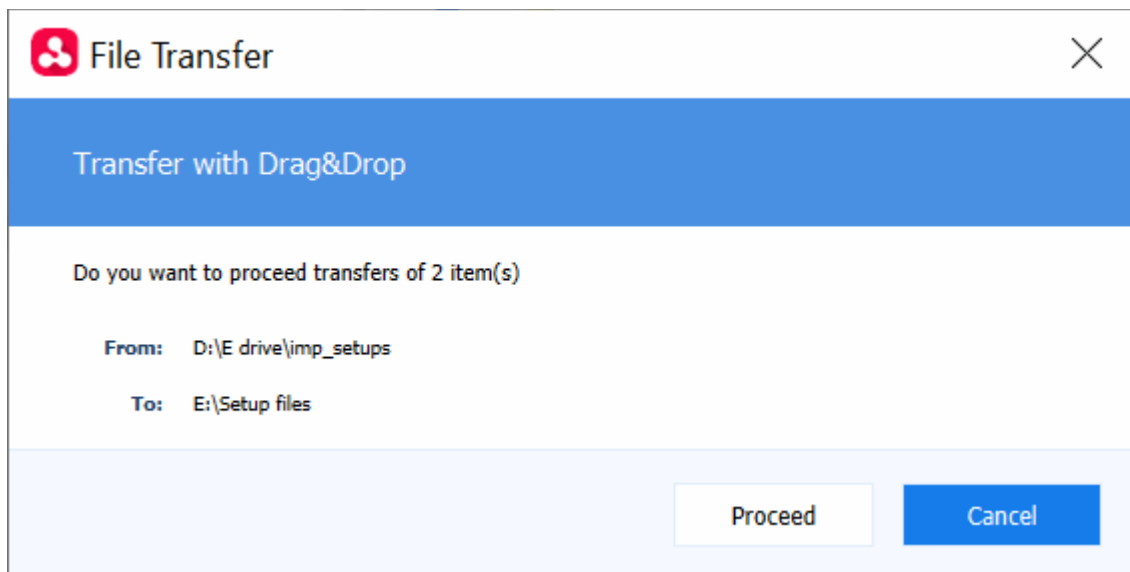 File Transfer
Transfer with Drag&Drop
Do you want to proceed transfers of 2 item(s)
From: D:\E drive\imp_setups
To: E:\Setup files
Proceed Cancel